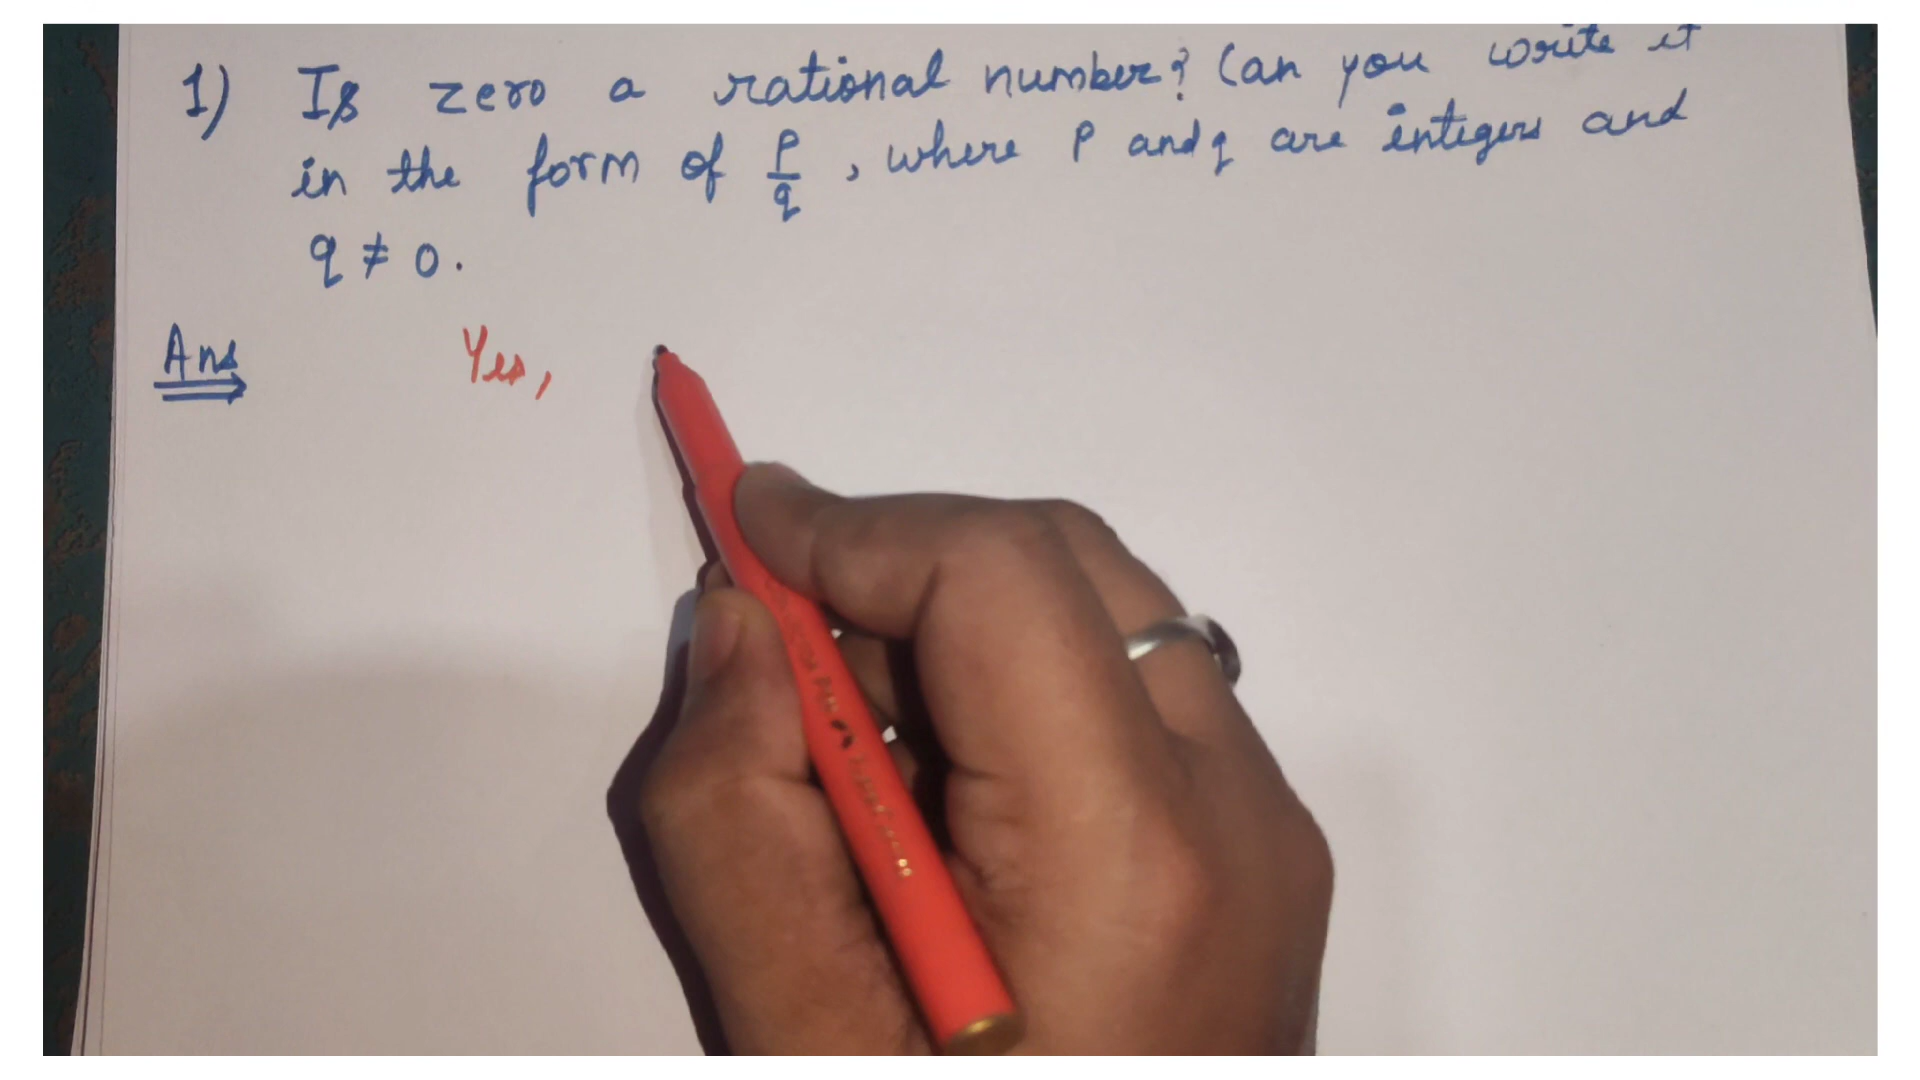 1) Is zero a rational number? Can you write it
in the form of p/q, where p and q are integers and
q ≠ 0.
Ans Yes,